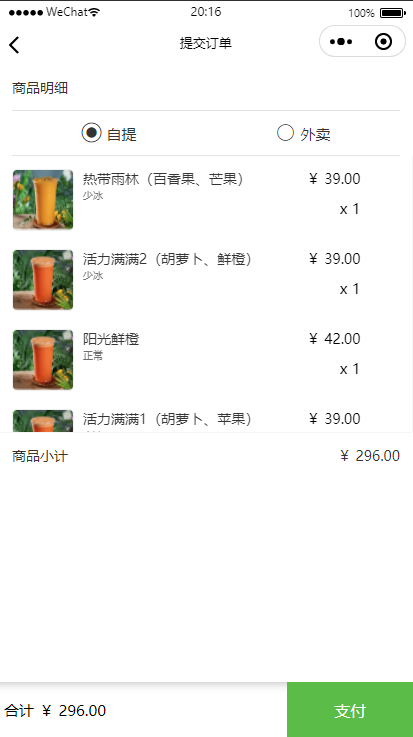 WeChat 20:16 100%
提交订单
商品明细
自提 外卖
热带雨林（百香果、芒果） ¥ 39.00
少冰
x 1
活力满满2（胡萝卜、鲜橙） ¥ 39.00
少冰
x 1
阳光鲜橙 ¥ 42.00
正常
x 1
活力满满1（胡萝卜、苹果） ¥ 39.00
商品小计 ¥ 296.00
合计 ¥ 296.00 支付